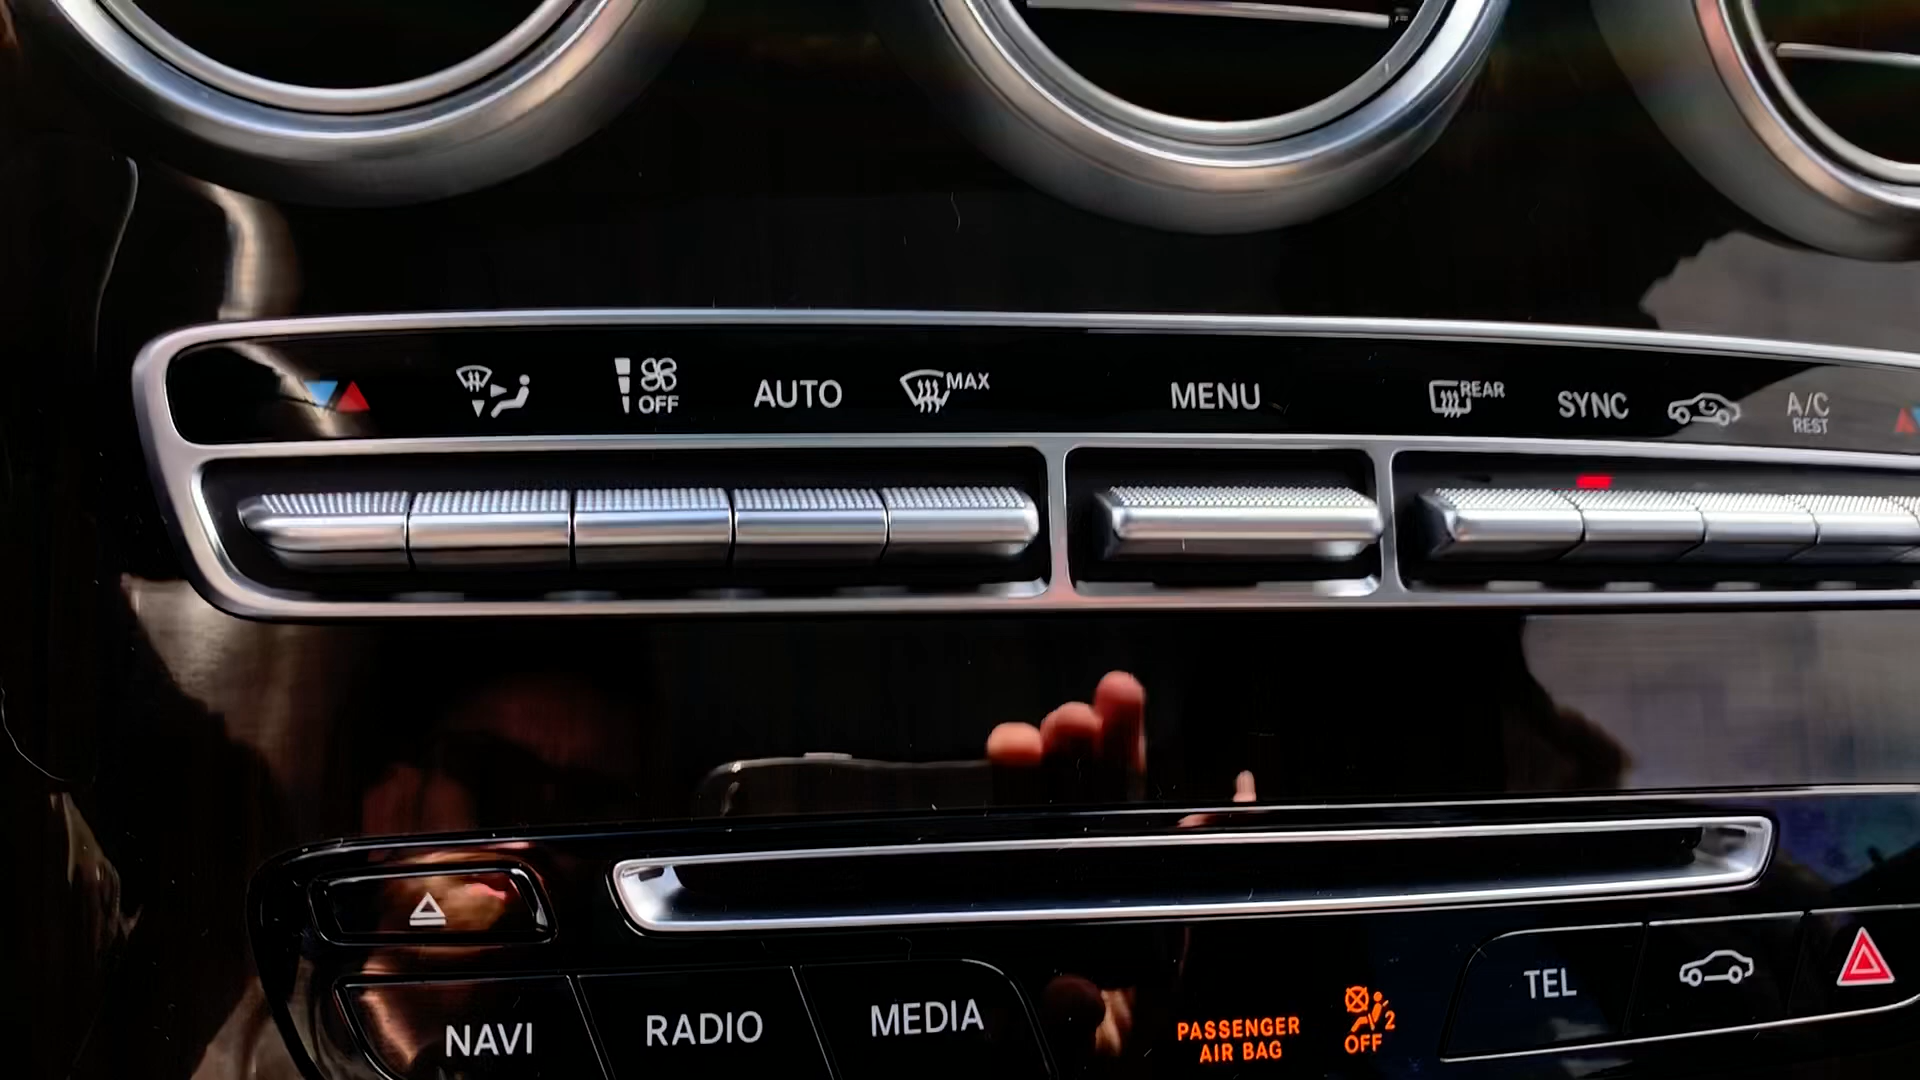 OFF
AUTO
MAX
MENU
REAR
SYNC
A/C
REST
NAVI
RADIO
MEDIA
PASSENGER
AIR BAG
2
OFF
TEL